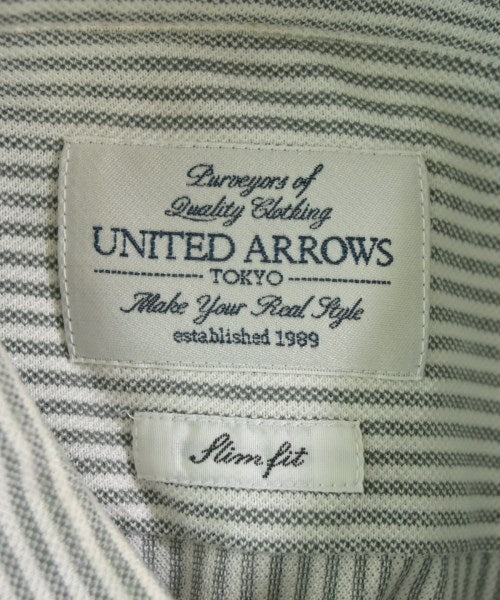 Purveyors of
Quality Clothing
UNITED ARROWS
TOKYO
Make Your Real Style
established 1989
Slim fit